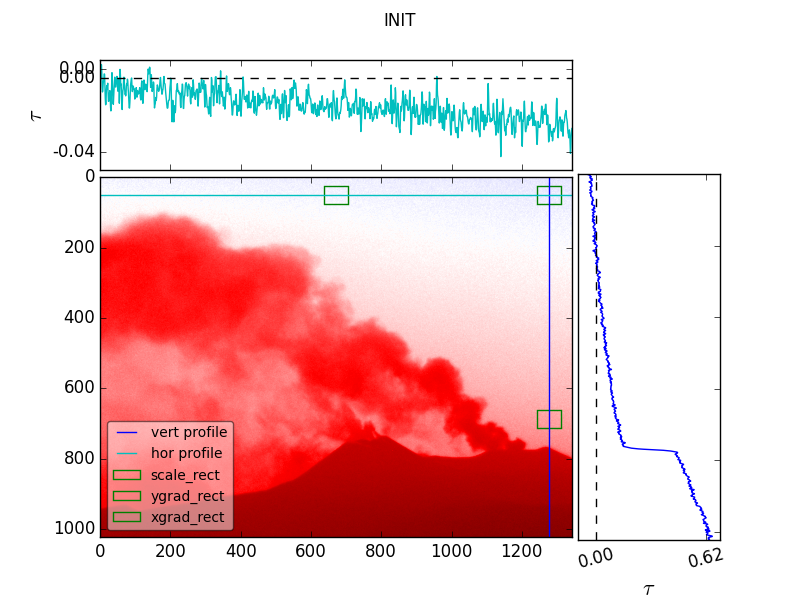 INIT
0.00
0.00
-0.04
τ
0
200
400
600
800
1000
vert profile
hor profile
scale_rect
ygrad_rect
xgrad_rect
0 200 400 600 800 1000 1200
0.00 0.62
τ